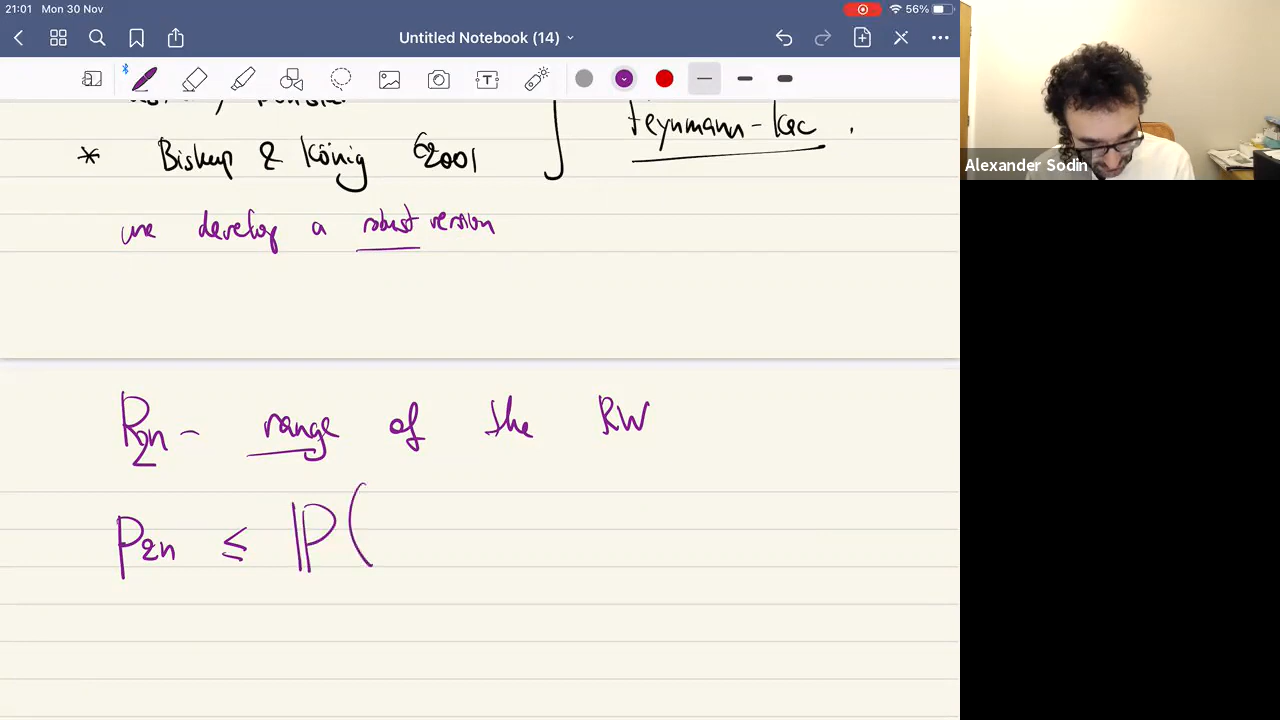 21:01 Mon 30 Nov
56%
Untitled Notebook (14)
Feynmann - Kac .
* Biskup & König 2001
we develop a robust version
R2n - range of the RW
P2n ≤ ℙ(
Alexander Sodin